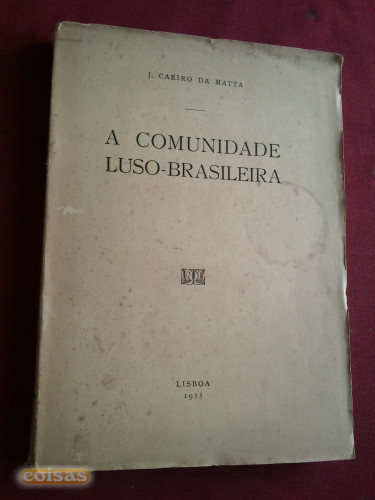 J. CAEIRO DA MATTA
A COMUNIDADE
LUSO-BRASILEIRA
LISBOA
1955
coisas